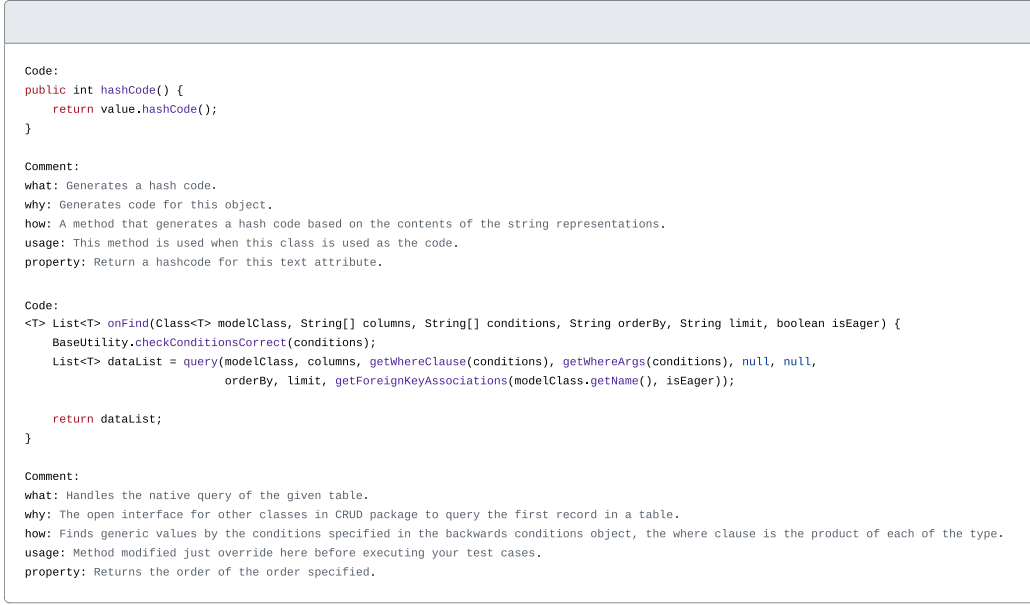 Code:
public int hashCode() {
    return value.hashCode();
}
Comment:
what: Generates a hash code.
why: Generates code for this object.
how: A method that generates a hash code based on the contents of the string representations.
usage: This method is used when this class is used as the code.
property: Return a hashcode for this text attribute.
Code:
<T> List<T> onFind(Class<T> modelClass, String[] columns, String[] conditions, String orderBy, String limit, boolean isEager) {
    BaseUtility.checkConditionsCorrect(conditions);
    List<T> dataList = query(modelClass, columns, getWhereClause(conditions), getWhereArgs(conditions), null, null,
                             orderBy, limit, getForeignKeyAssociations(modelClass.getName(), isEager));
    return dataList;
}
Comment:
what: Handles the native query of the given table.
why: The open interface for other classes in CRUD package to query the first record in a table.
how: Finds generic values by the conditions specified in the backwards conditions object, the where clause is the product of each of the type.
usage: Method modified just override here before executing your test cases.
property: Returns the order of the order specified.